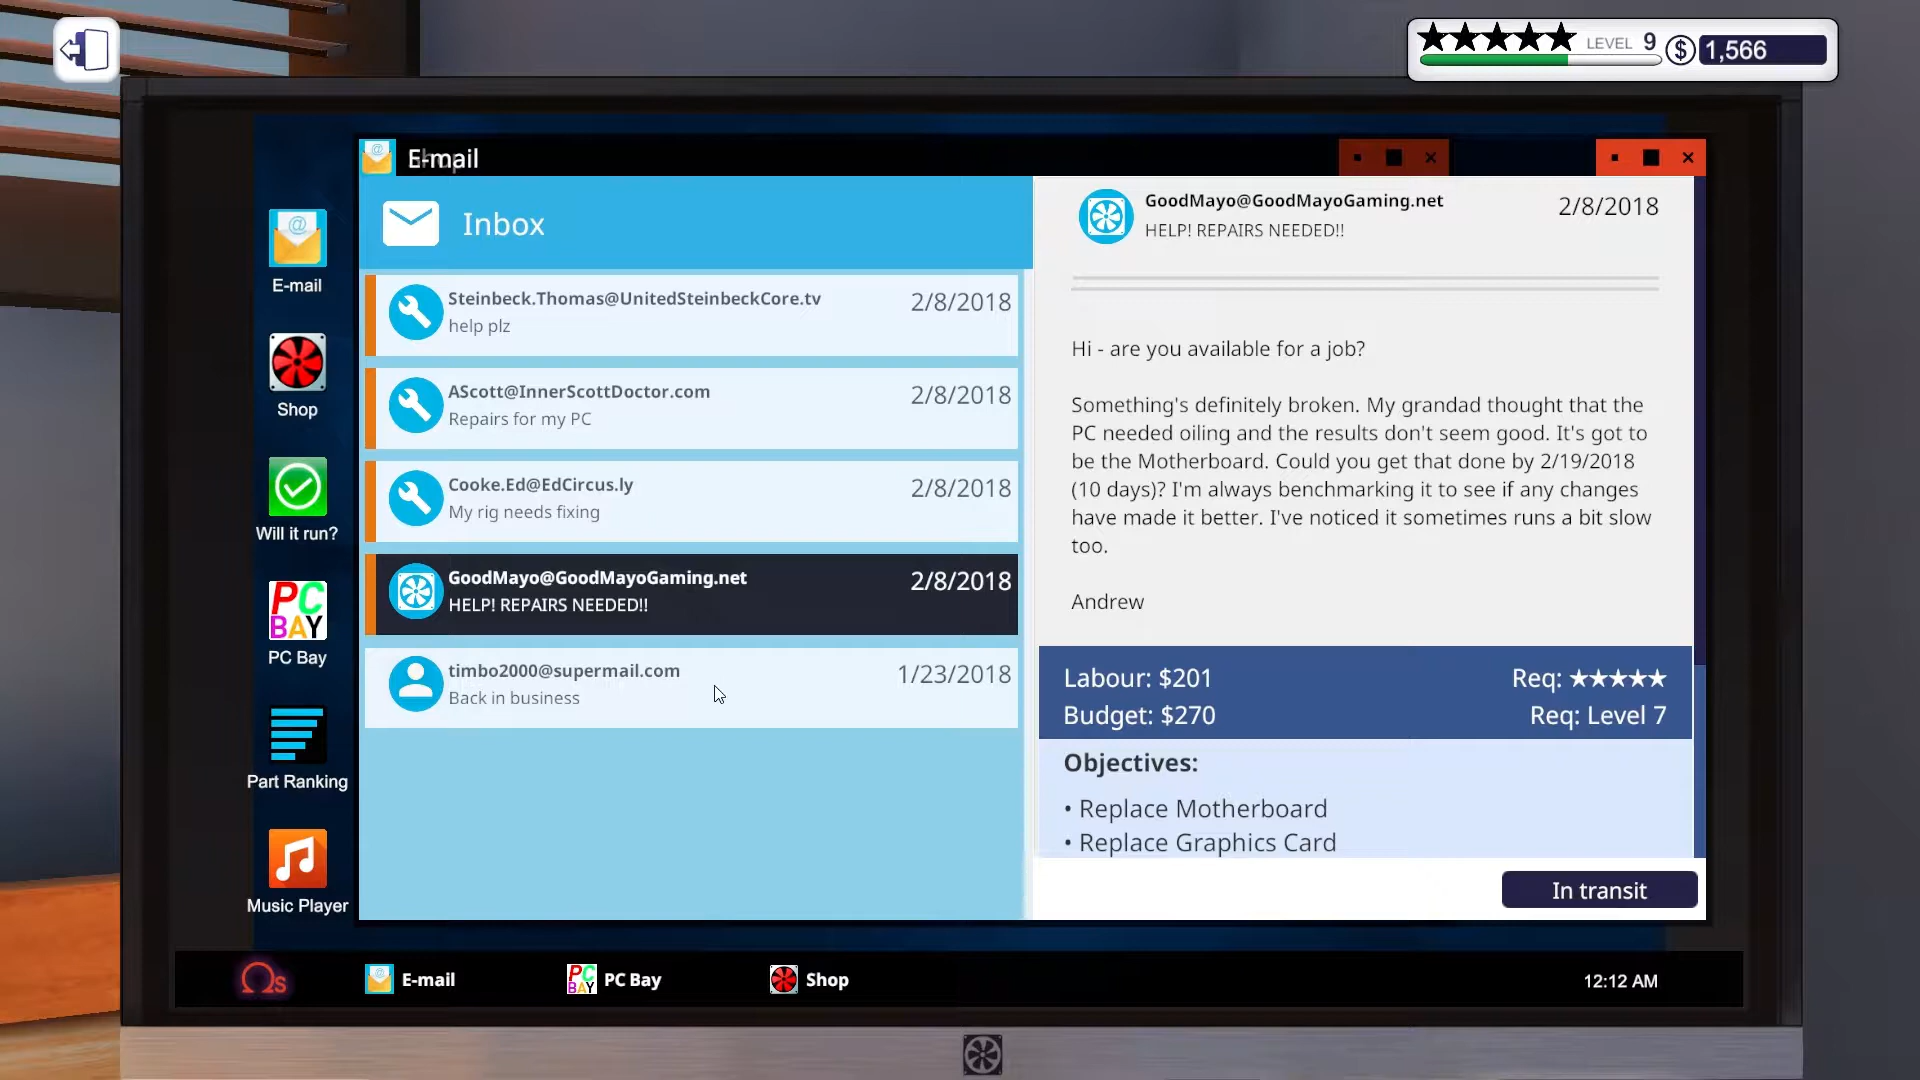 LEVEL 9
$ 1,566
E-mail
Inbox
Steinbeck.Thomas@UnitedSteinbeckCore.tv
2/8/2018
help plz
AScott@InnerScottDoctor.com
2/8/2018
Repairs for my PC
Cooke.Ed@EdCircus.ly
2/8/2018
My rig needs fixing
GoodMayo@GoodMayoGaming.net
2/8/2018
HELP! REPAIRS NEEDED!!
timbo2000@supermail.com
1/23/2018
Back in business
GoodMayo@GoodMayoGaming.net
2/8/2018
HELP! REPAIRS NEEDED!!
Hi - are you available for a job?
Something's definitely broken. My grandad thought that the
PC needed oiling and the results don't seem good. It's got to
be the Motherboard. Could you get that done by 2/19/2018
(10 days)? I'm always benchmarking it to see if any changes
have made it better. I've noticed it sometimes runs a bit slow
too.
Andrew
Labour: $201
Req: ★★★★★
Budget: $270
Req: Level 7
Objectives:
• Replace Motherboard
• Replace Graphics Card
In transit
E-mail
Shop
Will it run?
PC
BAY
PC Bay
Part Ranking
Music Player
Ωs
E-mail
PC
BAY
PC Bay
Shop
12:12 AM